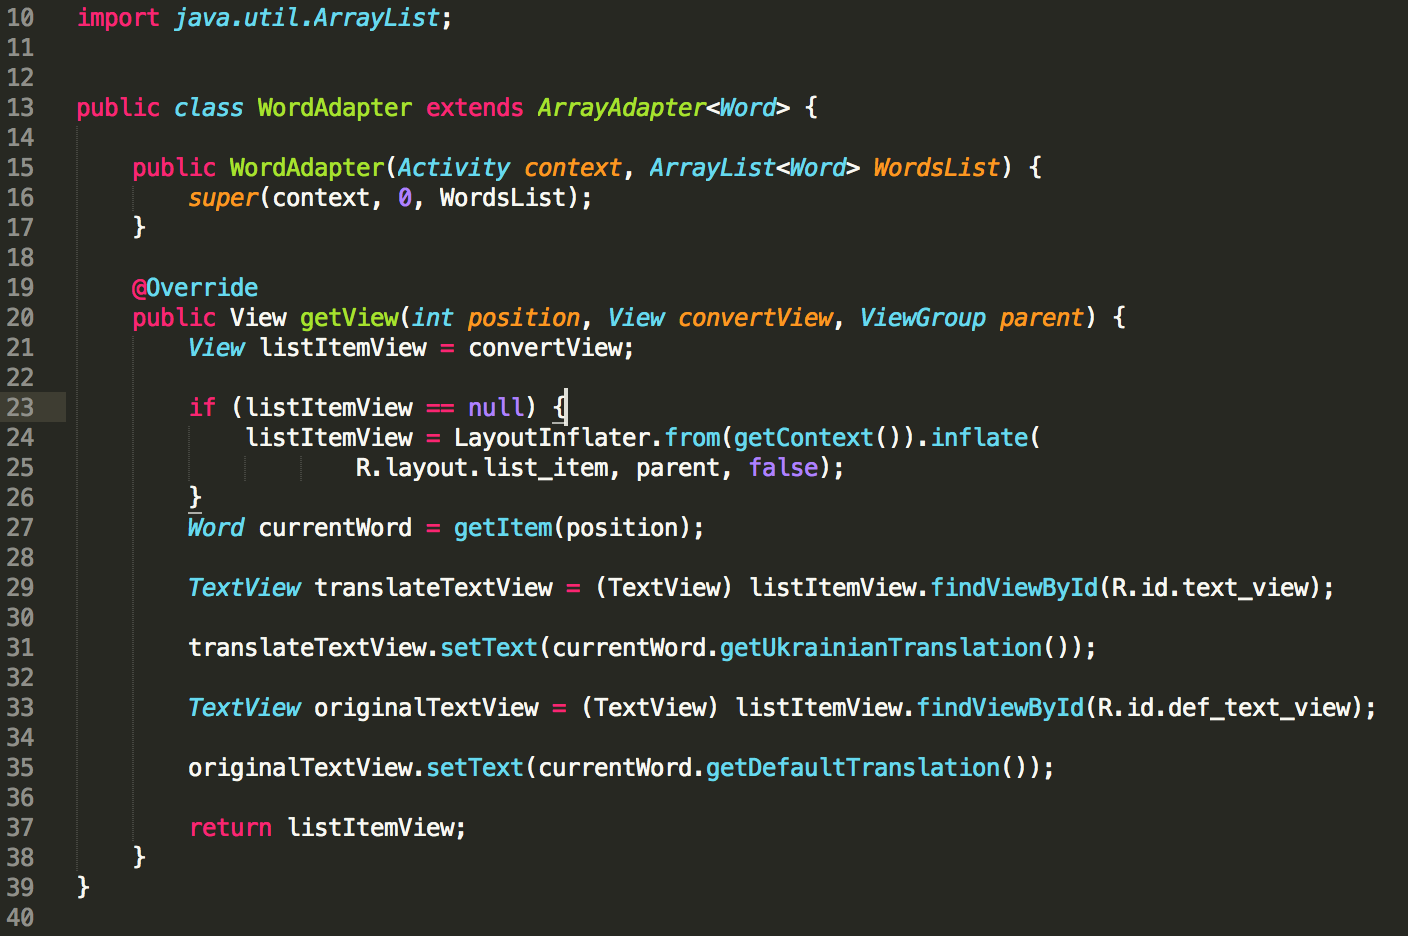 10 import java.util.ArrayList;
11
12
13 public class WordAdapter extends ArrayAdapter<Word> {
14
15     public WordAdapter(Activity context, ArrayList<Word> WordsList) {
16         super(context, 0, WordsList);
17     }
18
19     @Override
20     public View getView(int position, View convertView, ViewGroup parent) {
21         View listItemView = convertView;
22
23         if (listItemView == null) {
24             listItemView = LayoutInflater.from(getContext()).inflate(
25                     R.layout.list_item, parent, false);
26         }
27         Word currentWord = getItem(position);
28
29         TextView translateTextView = (TextView) listItemView.findViewById(R.id.text_view);
30
31         translateTextView.setText(currentWord.getUkrainianTranslation());
32
33         TextView originalTextView = (TextView) listItemView.findViewById(R.id.def_text_view);
34
35         originalTextView.setText(currentWord.getDefaultTranslation());
36
37         return listItemView;
38     }
39 }
40